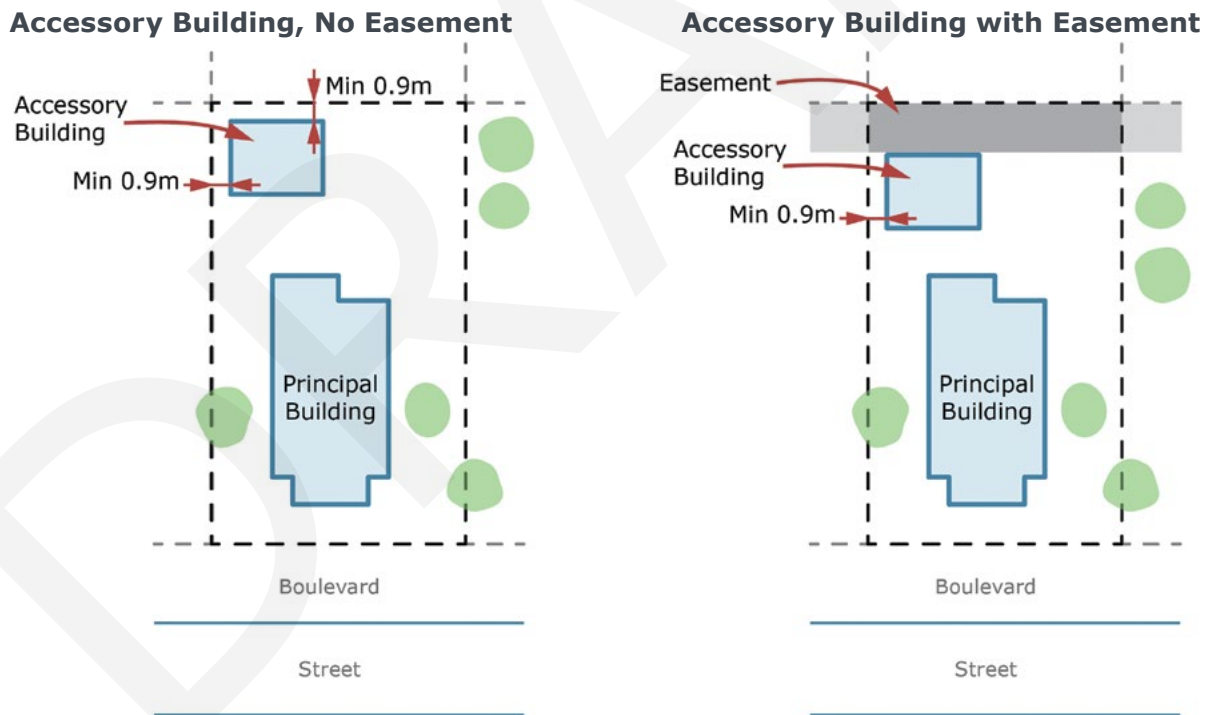 Accessory Building, No Easement
Min 0.9m
Accessory
Building
Min 0.9m
Principal
Building
Boulevard
Street
Accessory Building with Easement
Easement
Accessory
Building
Min 0.9m
Principal
Building
Boulevard
Street
DRA